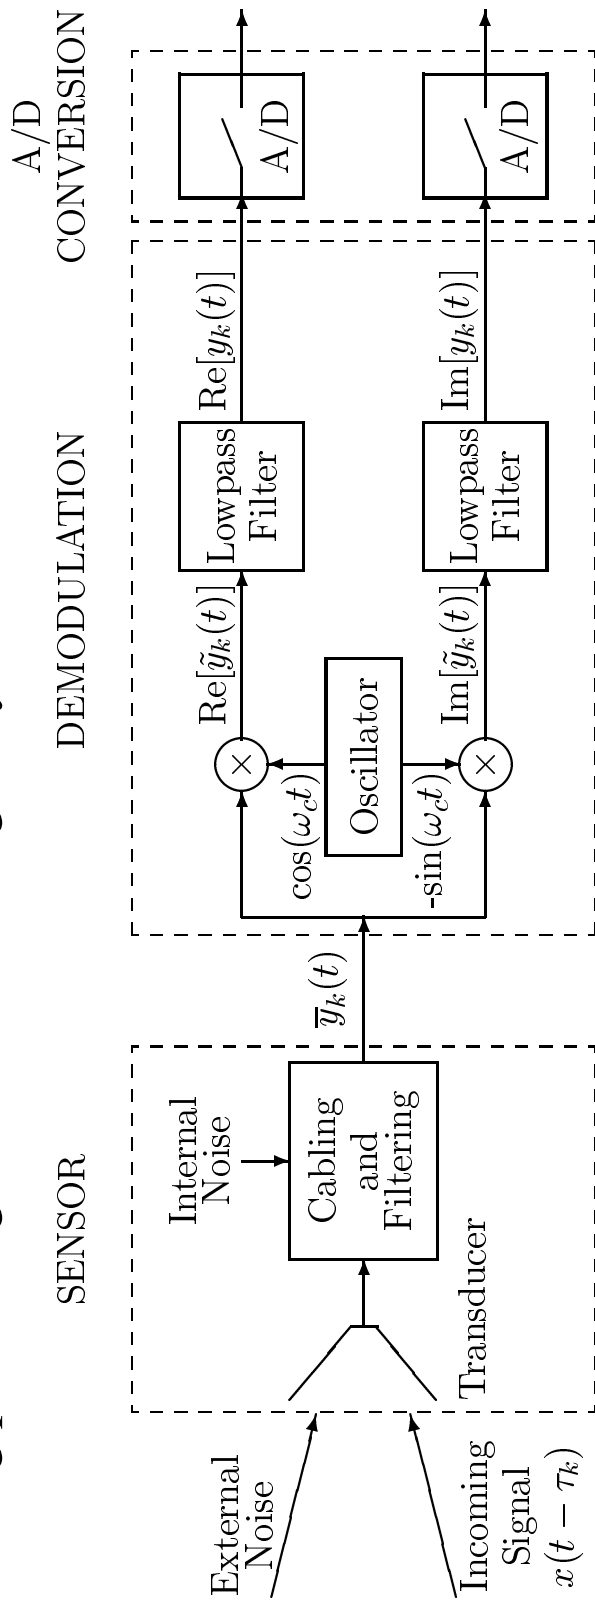 SENSOR
DEMODULATION
A/D
CONVERSION
External
Noise
Incoming
Signal
x(t − τ_k)
Transducer
Internal
Noise
Cabling
and
Filtering
y̅_k(t)
cos(ω_c t)
Oscillator
-sin(ω_c t)
×
×
Re[ỹ_k(t)]
Im[ỹ_k(t)]
Lowpass
Filter
Lowpass
Filter
Re[y_k(t)]
Im[y_k(t)]
A/D
A/D